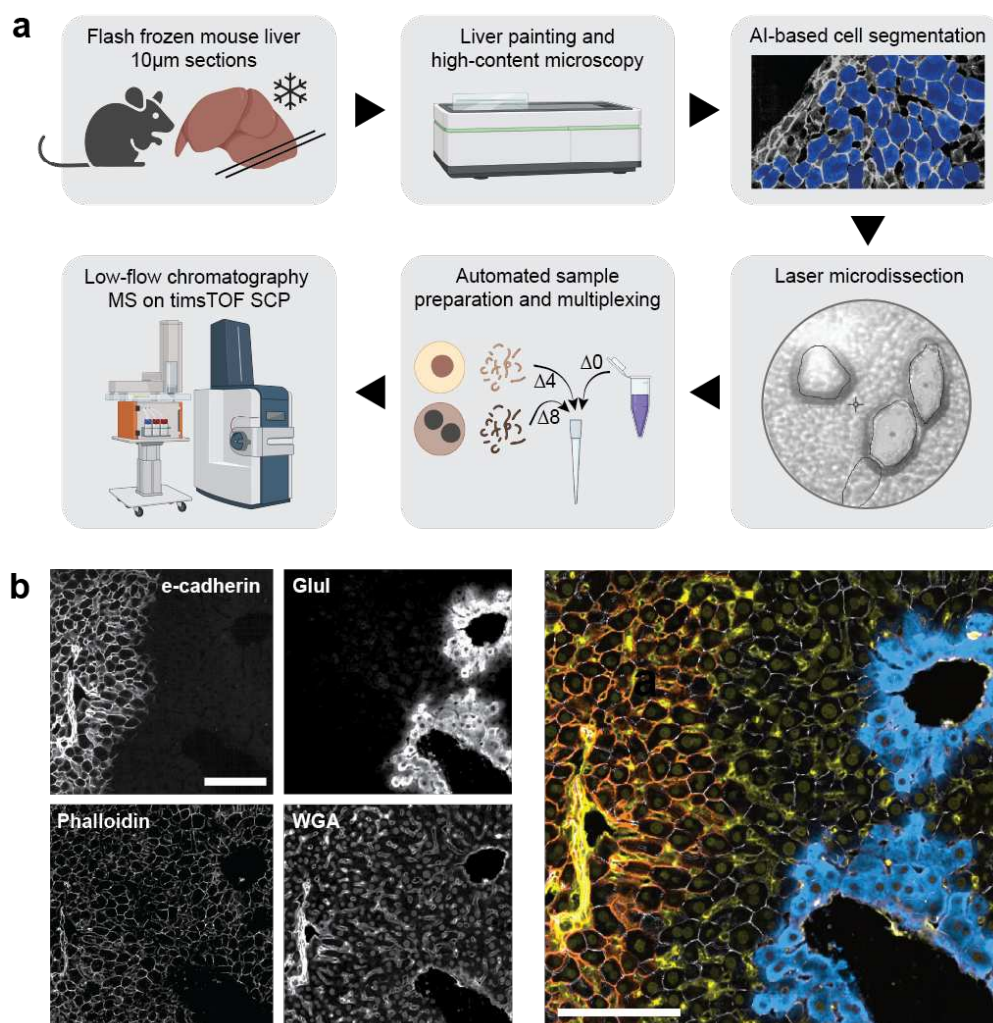 a
Flash frozen mouse liver
10µm sections
Liver painting and
high-content microscopy
AI-based cell segmentation
Low-flow chromatography
MS on timsTOF SCP
Automated sample
preparation and multiplexing
Δ0
Δ4
Δ8
Laser microdissection
b
e-cadherin
Glul
Phalloidin
WGA